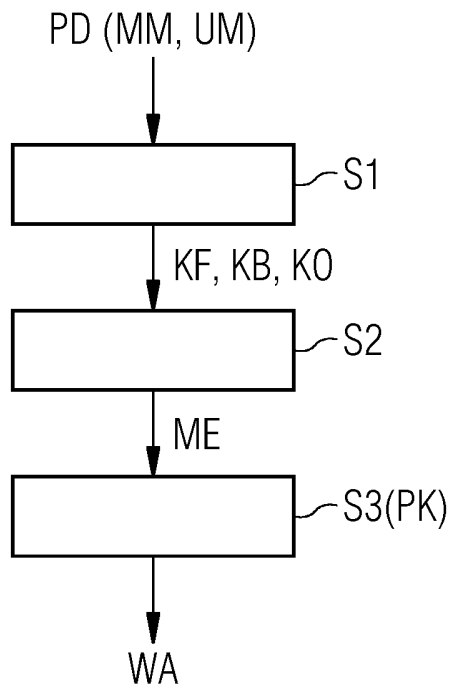 PD (MM, UM)
S1
KF, KB, KO
S2
ME
S3(PK)
WA